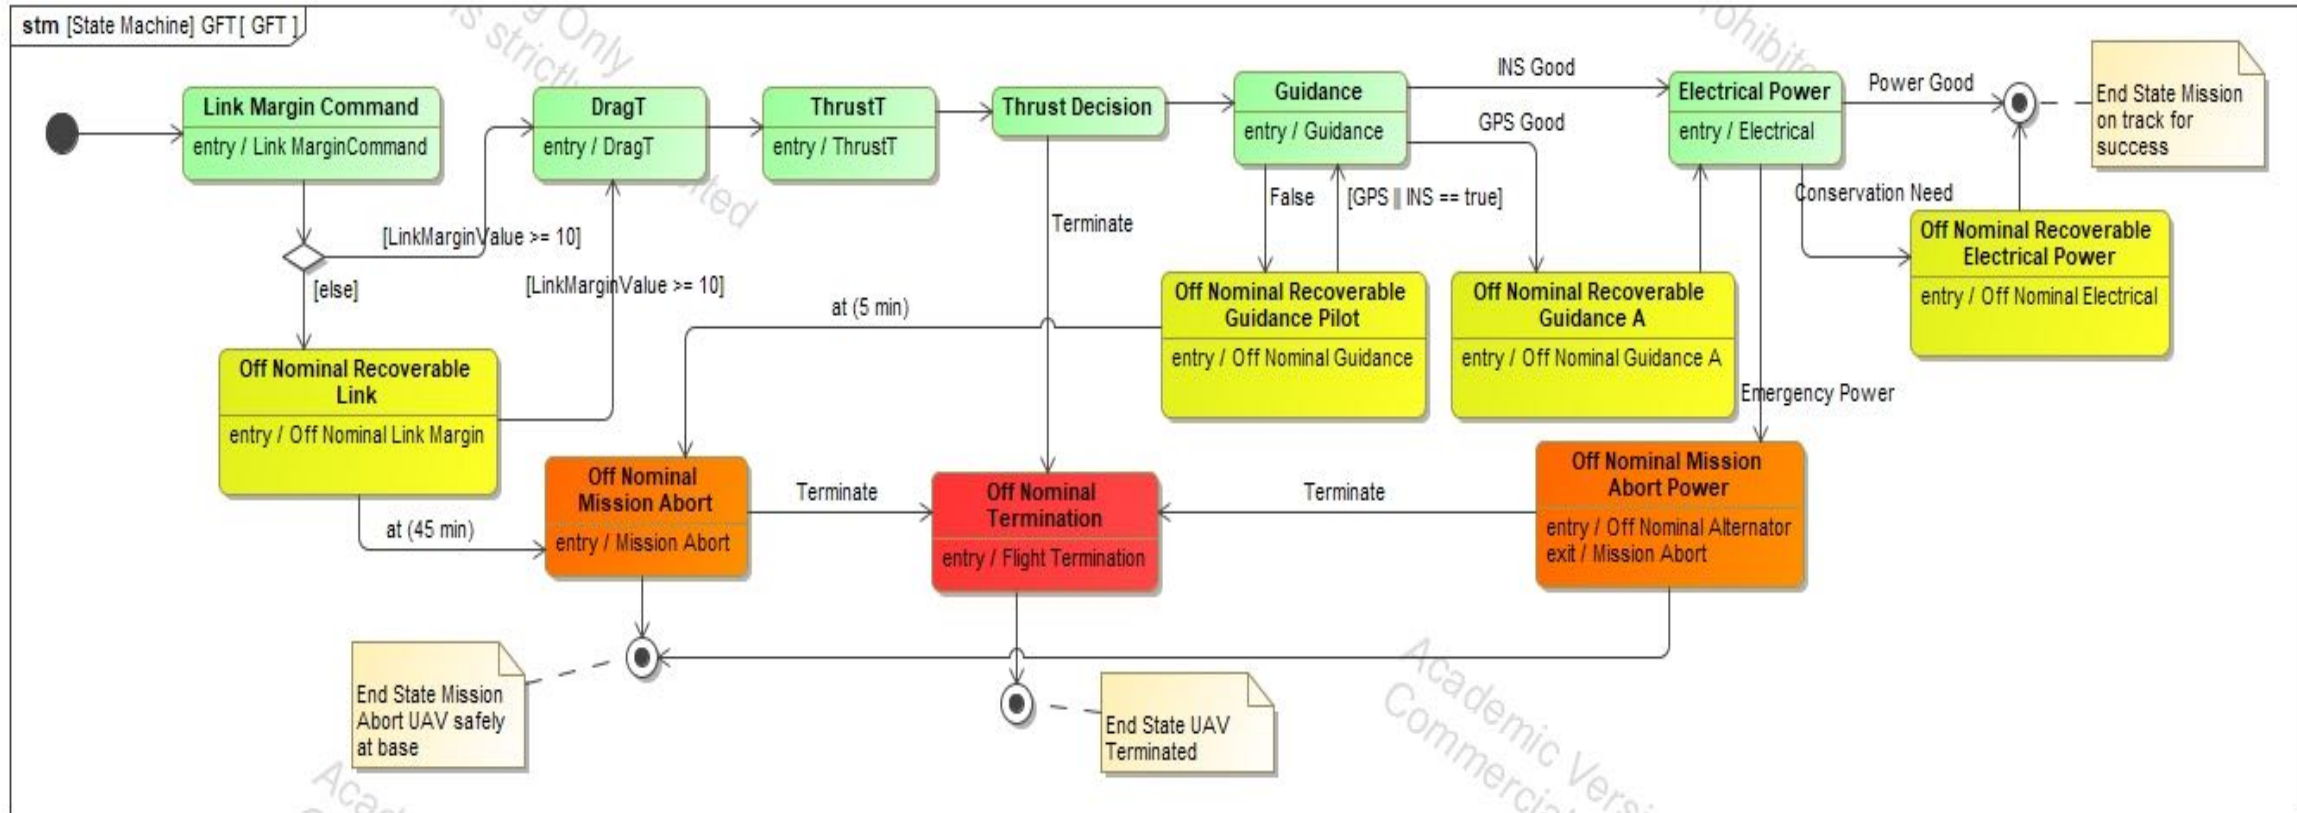 stm [State Machine] GFT [ GFT ]
Link Margin Command
entry / Link MarginCommand
DragT
entry / DragT
ThrustT
entry / ThrustT
Thrust Decision
Guidance
entry / Guidance
INS Good
GPS Good
Electrical Power
entry / Electrical
Power Good
End State Mission
on track for
success
False
[GPS || INS == true]
Conservation Need
Terminate
[LinkMarginValue >= 10]
[else]
[LinkMarginValue >= 10]
at (5 min)
Off Nominal Recoverable
Electrical Power
entry / Off Nominal Electrical
Off Nominal Recoverable
Guidance Pilot
entry / Off Nominal Guidance
Off Nominal Recoverable
Guidance A
entry / Off Nominal Guidance A
Off Nominal Recoverable
Link
entry / Off Nominal Link Margin
Emergency Power
at (45 min)
Off Nominal
Mission Abort
entry / Mission Abort
Terminate
Off Nominal
Termination
entry / Flight Termination
Terminate
Off Nominal Mission
Abort Power
entry / Off Nominal Alternator
exit / Mission Abort
End State Mission
Abort UAV safely
at base
End State UAV
Terminated
Only
Academic